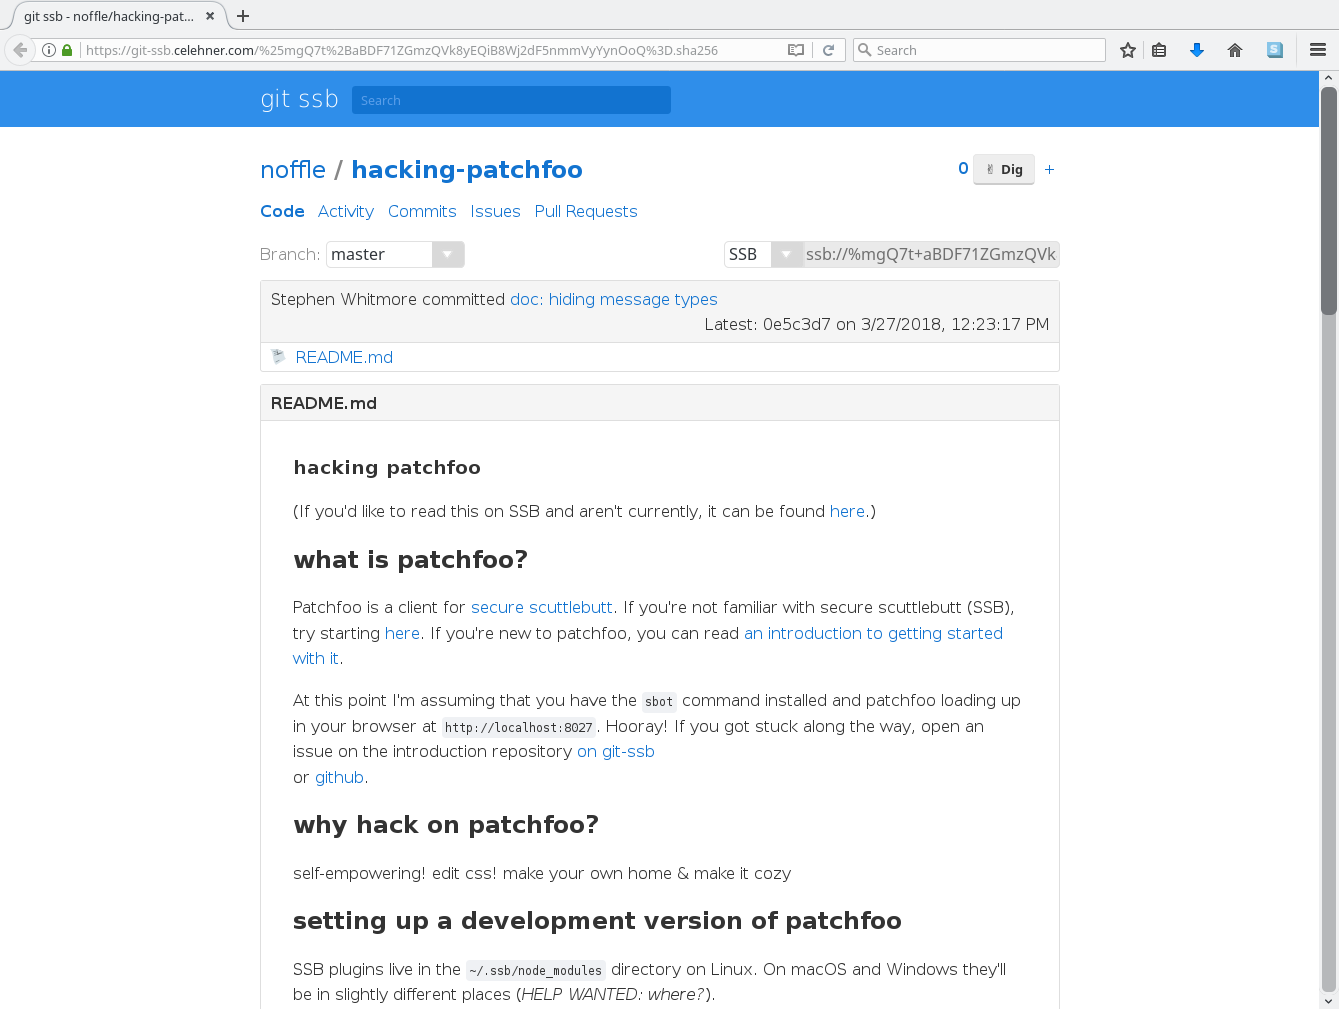 git ssb - noffle/hacking-pat...
https://git-ssb.celehner.com/%25mgQ7t%2BaBDF71ZGmzQVk8yEQiB8Wj2dF5nmmVyYynOoQ%3D.sha256
Search
git ssb
Search
noffle / hacking-patchfoo
0
Dig
+
Code Activity Commits Issues Pull Requests
Branch: master
SSB ssb://%mgQ7t+aBDF71ZGmzQVk
Stephen Whitmore committed doc: hiding message types
Latest: 0e5c3d7 on 3/27/2018, 12:23:17 PM
README.md
README.md
hacking patchfoo
(If you'd like to read this on SSB and aren't currently, it can be found here.)
what is patchfoo?
Patchfoo is a client for secure scuttlebutt. If you're not familiar with secure scuttlebutt (SSB),
try starting here. If you're new to patchfoo, you can read an introduction to getting started
with it.
At this point I'm assuming that you have the sbot command installed and patchfoo loading up
in your browser at http://localhost:8027. Hooray! If you got stuck along the way, open an
issue on the introduction repository on git-ssb
or github.
why hack on patchfoo?
self-empowering! edit css! make your own home & make it cozy
setting up a development version of patchfoo
SSB plugins live in the ~/.ssb/node_modules directory on Linux. On macOS and Windows they'll
be in slightly different places (HELP WANTED: where?).